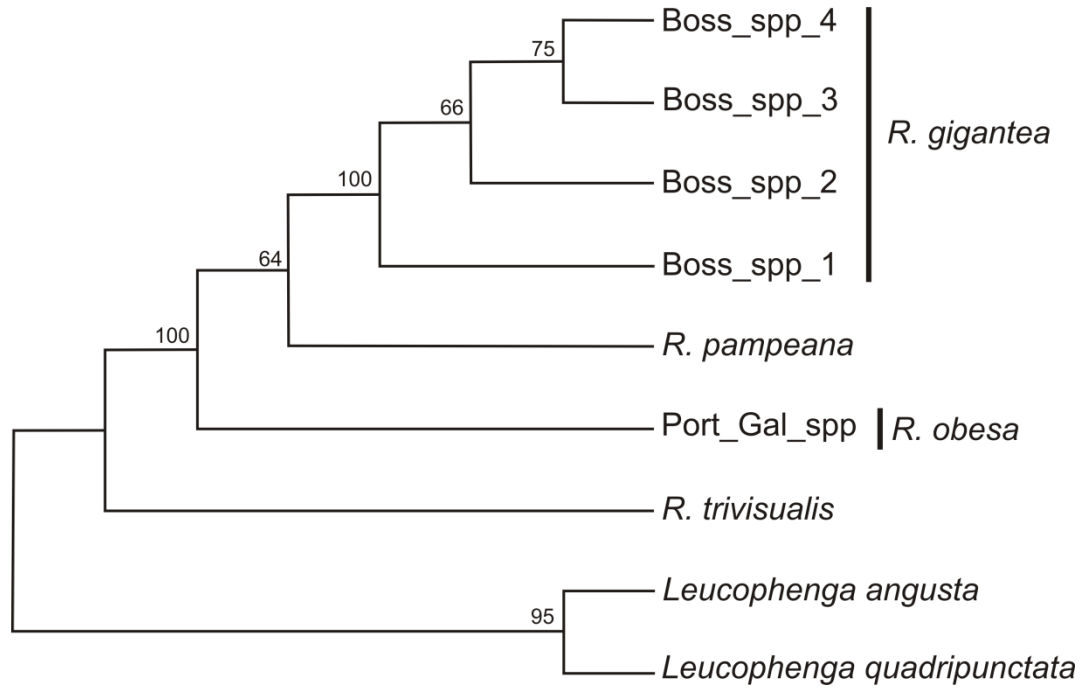 Boss_spp_4
75
Boss_spp_3
66
R. gigantea
Boss_spp_2
100
Boss_spp_1
64
R. pampeana
100
Port_Gal_spp
R. obesa
R. trivisualis
Leucophenga angusta
95
Leucophenga quadripunctata